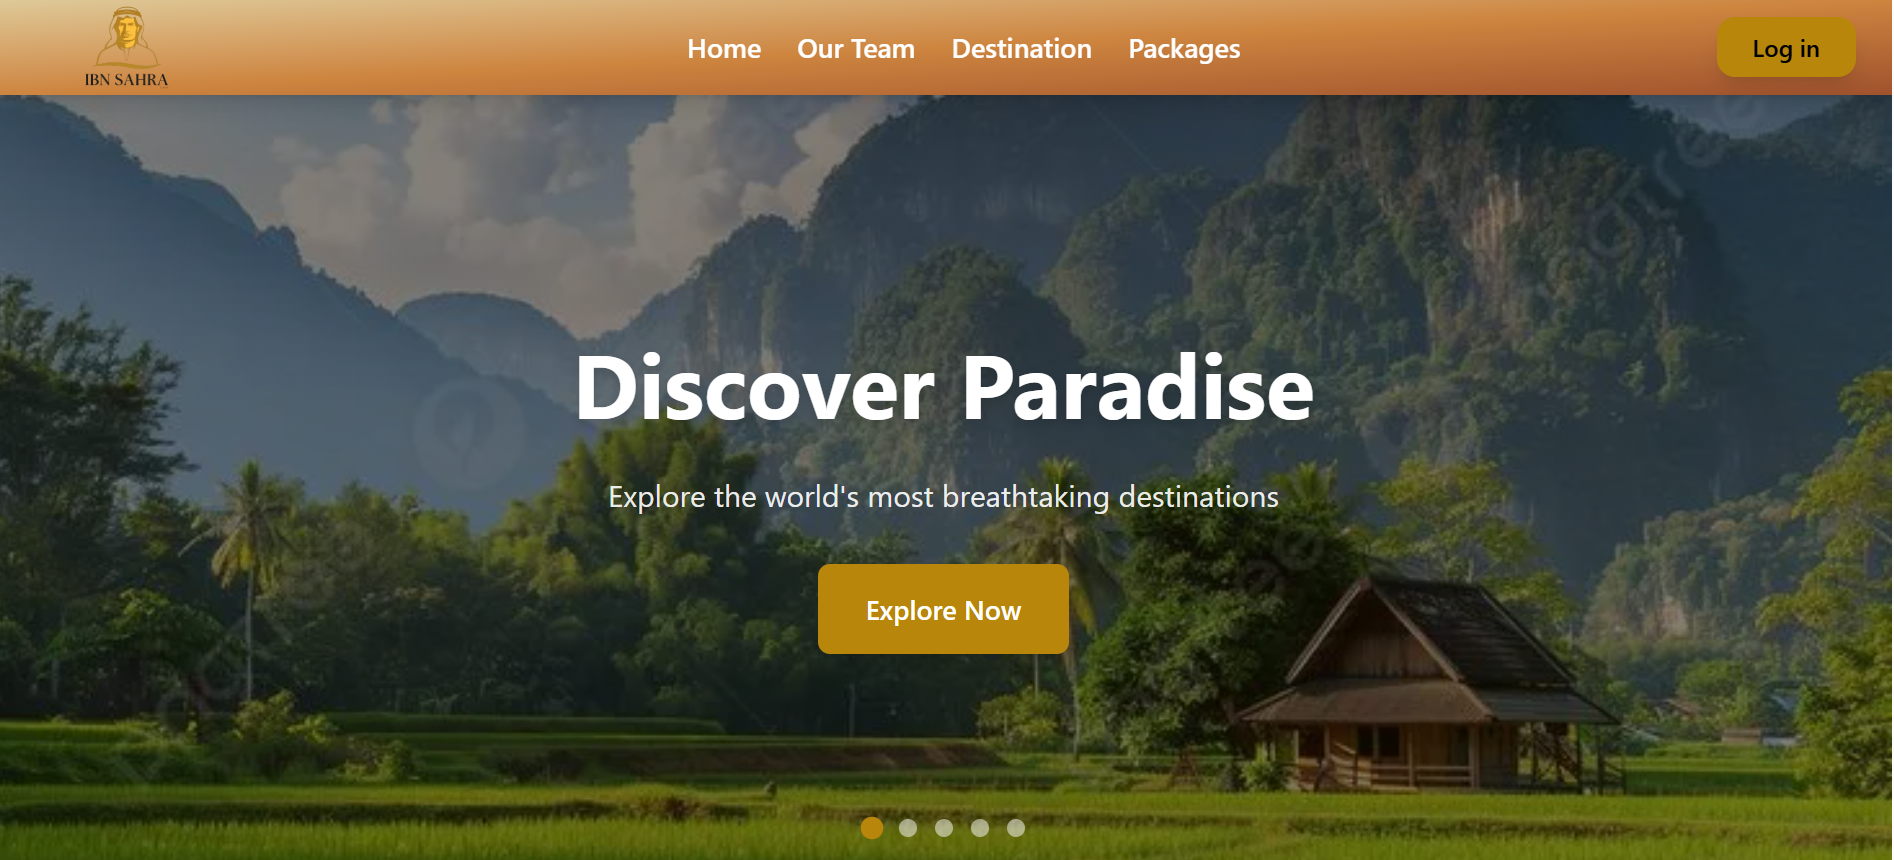 IBN SAHRA
Home
Our Team
Destination
Packages
Log in
Discover Paradise
Explore the world's most breathtaking destinations
Explore Now